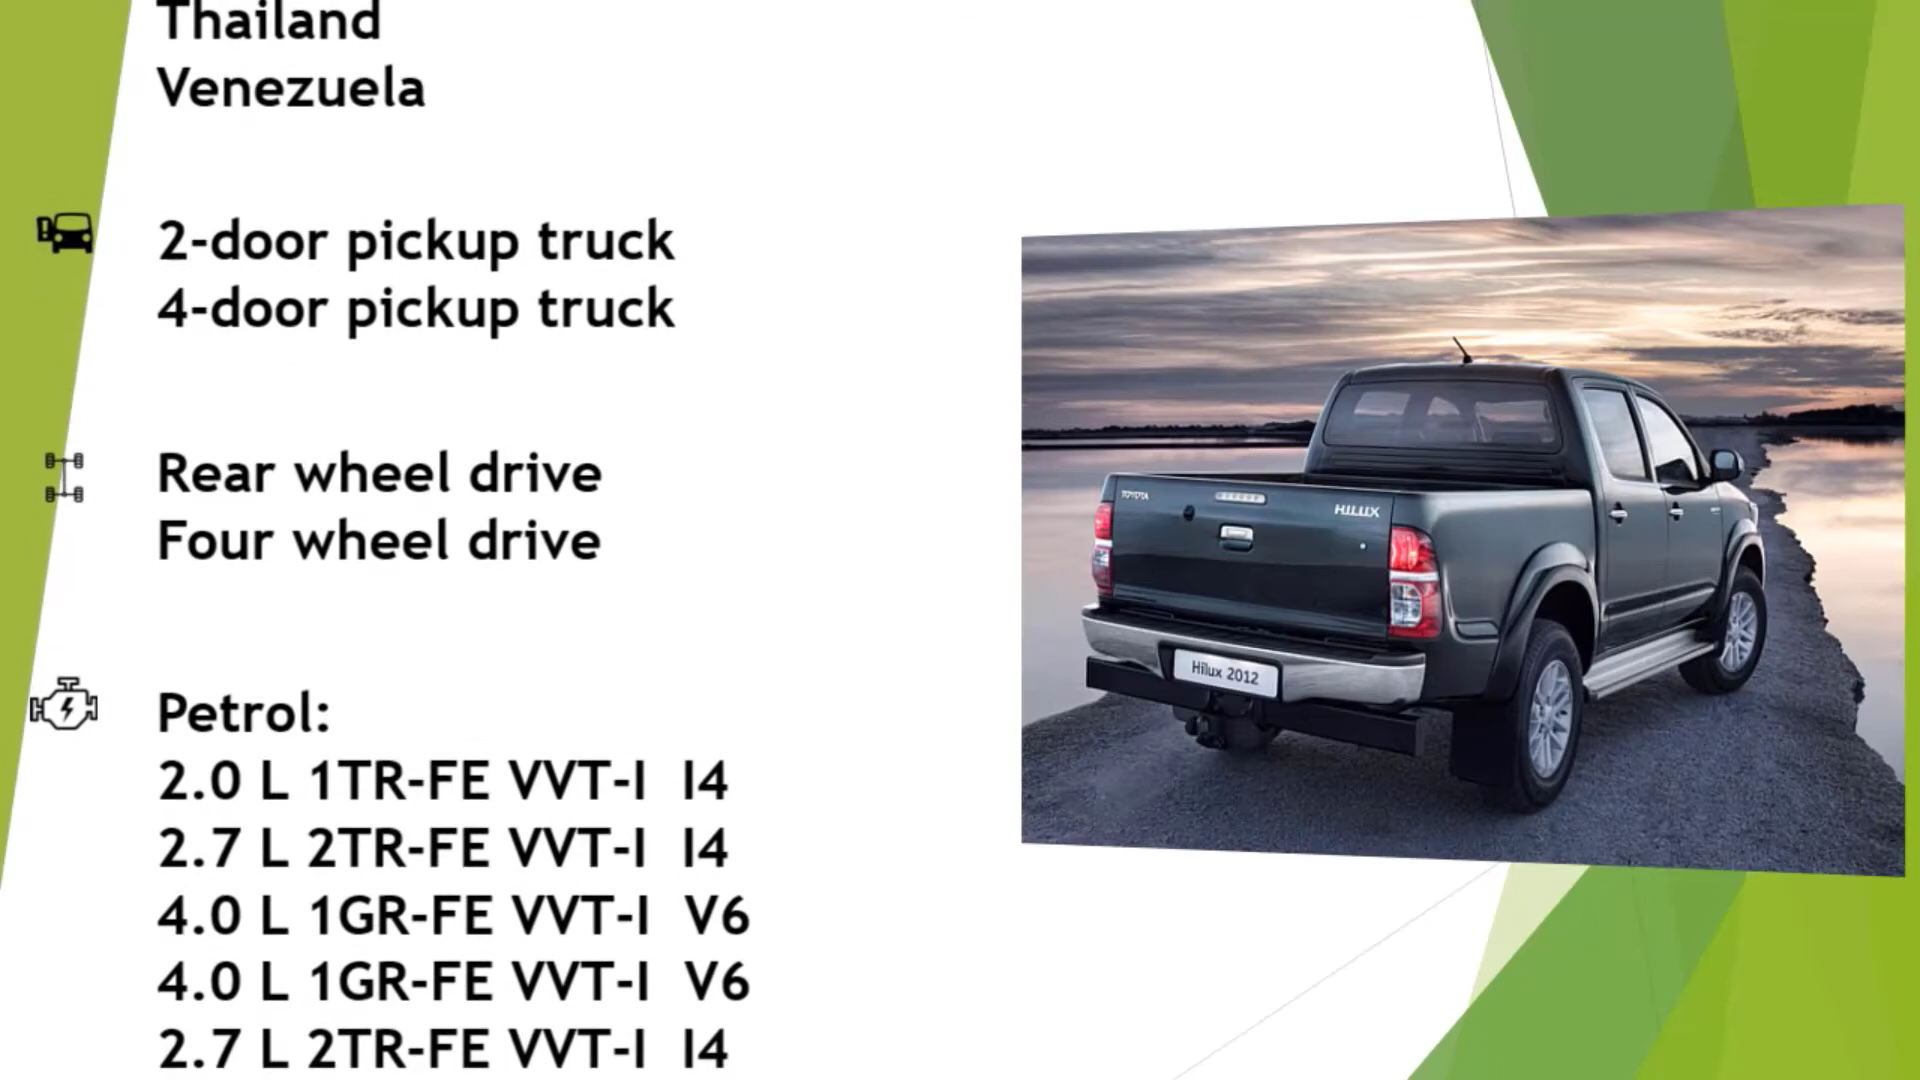 Thailand
Venezuela
2-door pickup truck
4-door pickup truck
Rear wheel drive
Four wheel drive
Petrol:
2.0 L 1TR-FE VVT-I I4
2.7 L 2TR-FE VVT-I I4
4.0 L 1GR-FE VVT-I V6
4.0 L 1GR-FE VVT-I V6
2.7 L 2TR-FE VVT-I I4
TOYOTA
HILUX
Hilux 2012